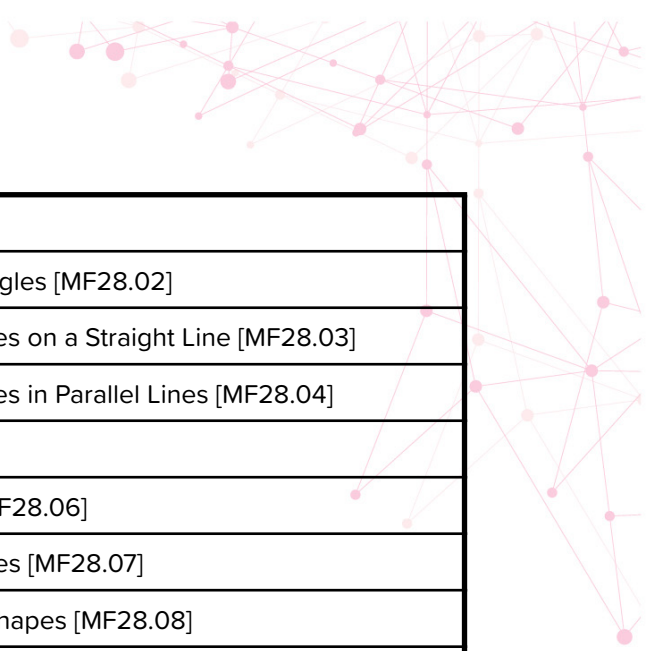 gles [MF28.02]
es on a Straight Line [MF28.03]
es in Parallel Lines [MF28.04]
F28.06]
es [MF28.07]
hapes [MF28.08]